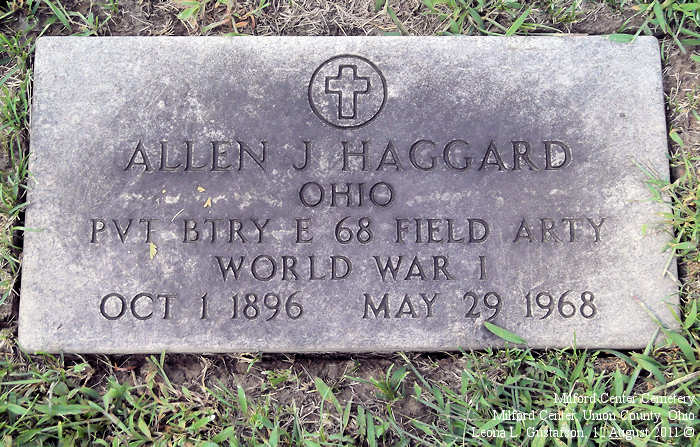 ALLEN J HAGGARD
OHIO
PVT BTRY E 68 FIELD ARTY
WORLD WAR I
OCT 1 1896 MAY 29 1968
Milford Center Cemetery
Milford Center, Union County, Ohio
Leona L. Gustafson, 11 August 2011 ©